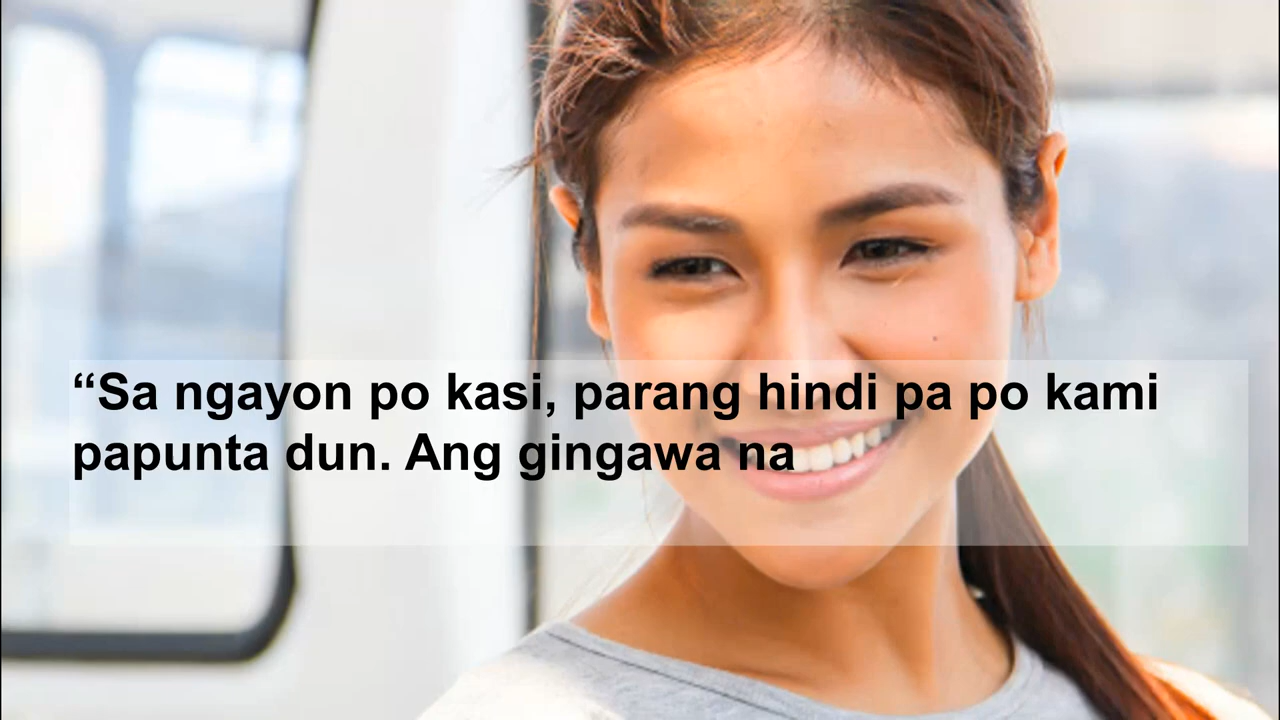 “Sa ngayon po kasi, parang hindi pa po kami
papunta dun. Ang gingawa na